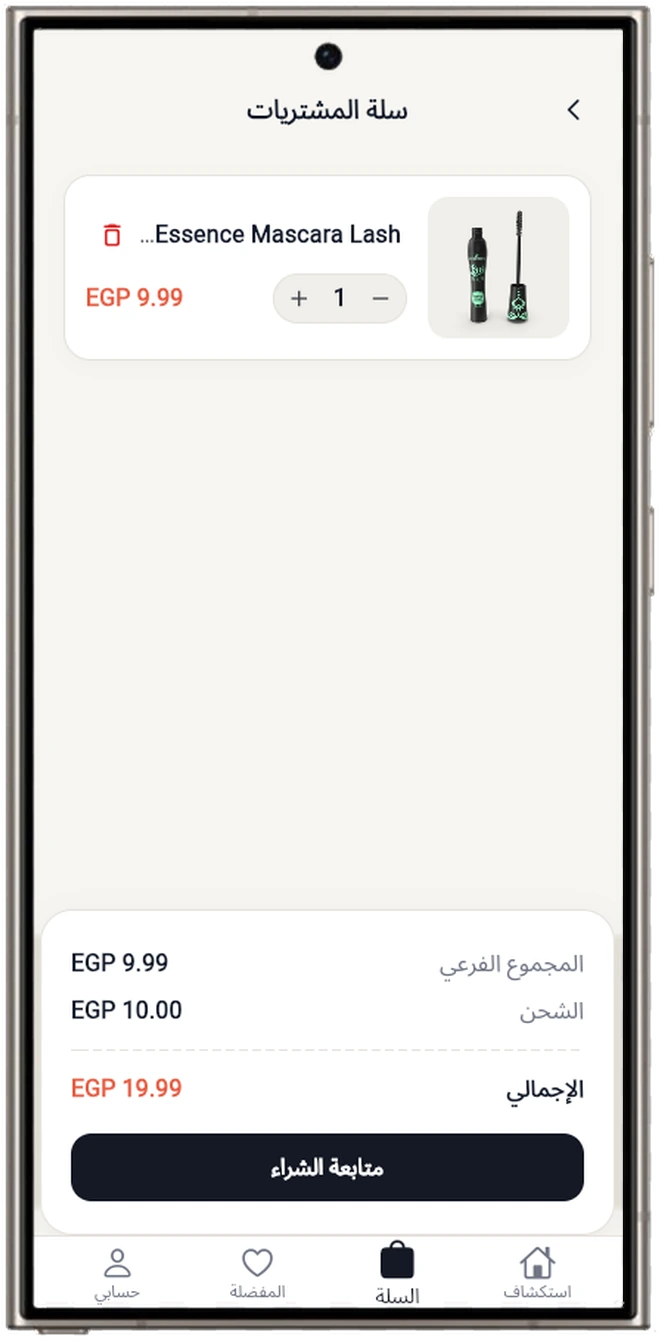 سلة المشتريات
Essence Mascara Lash...
1
EGP 9.99
المجموع الفرعي EGP 9.99
الشحن EGP 10.00
الإجمالي EGP 19.99
متابعة الشراء
استكشاف السلة المفضلة حسابي